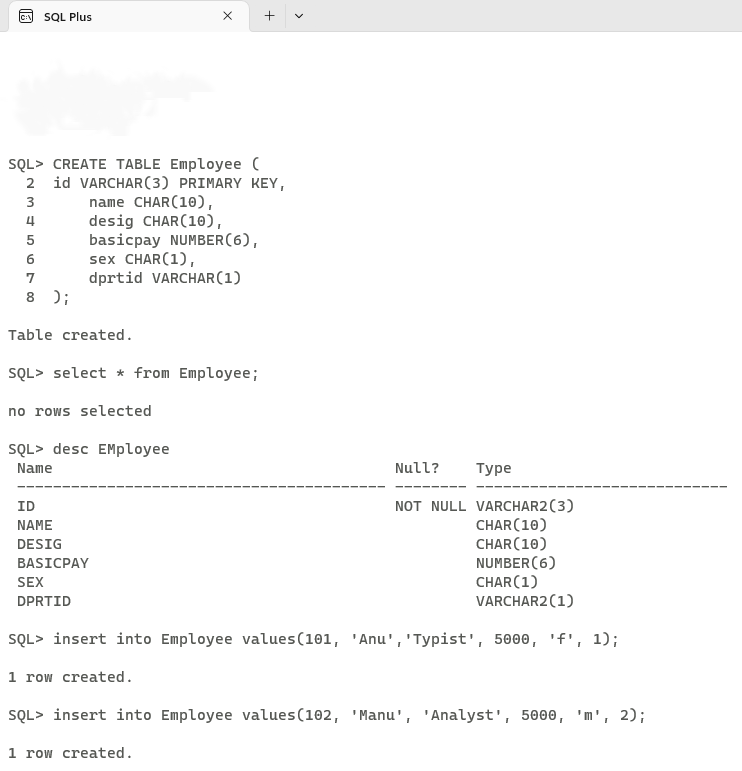 SQL Plus
SQL> CREATE TABLE Employee (
2 id VARCHAR(3) PRIMARY KEY,
3 name CHAR(10),
4 desig CHAR(10),
5 basicpay NUMBER(6),
6 sex CHAR(1),
7 dprtid VARCHAR(1)
8 );
Table created.
SQL> select * from Employee;
no rows selected
SQL> desc EMployee
Name Null? Type
----------------------------------------- -------- ----------------------------
ID NOT NULL VARCHAR2(3)
NAME CHAR(10)
DESIG CHAR(10)
BASICPAY NUMBER(6)
SEX CHAR(1)
DPRTID VARCHAR2(1)
SQL> insert into Employee values(101, 'Anu','Typist', 5000, 'f', 1);
1 row created.
SQL> insert into Employee values(102, 'Manu', 'Analyst', 5000, 'm', 2);
1 row created.